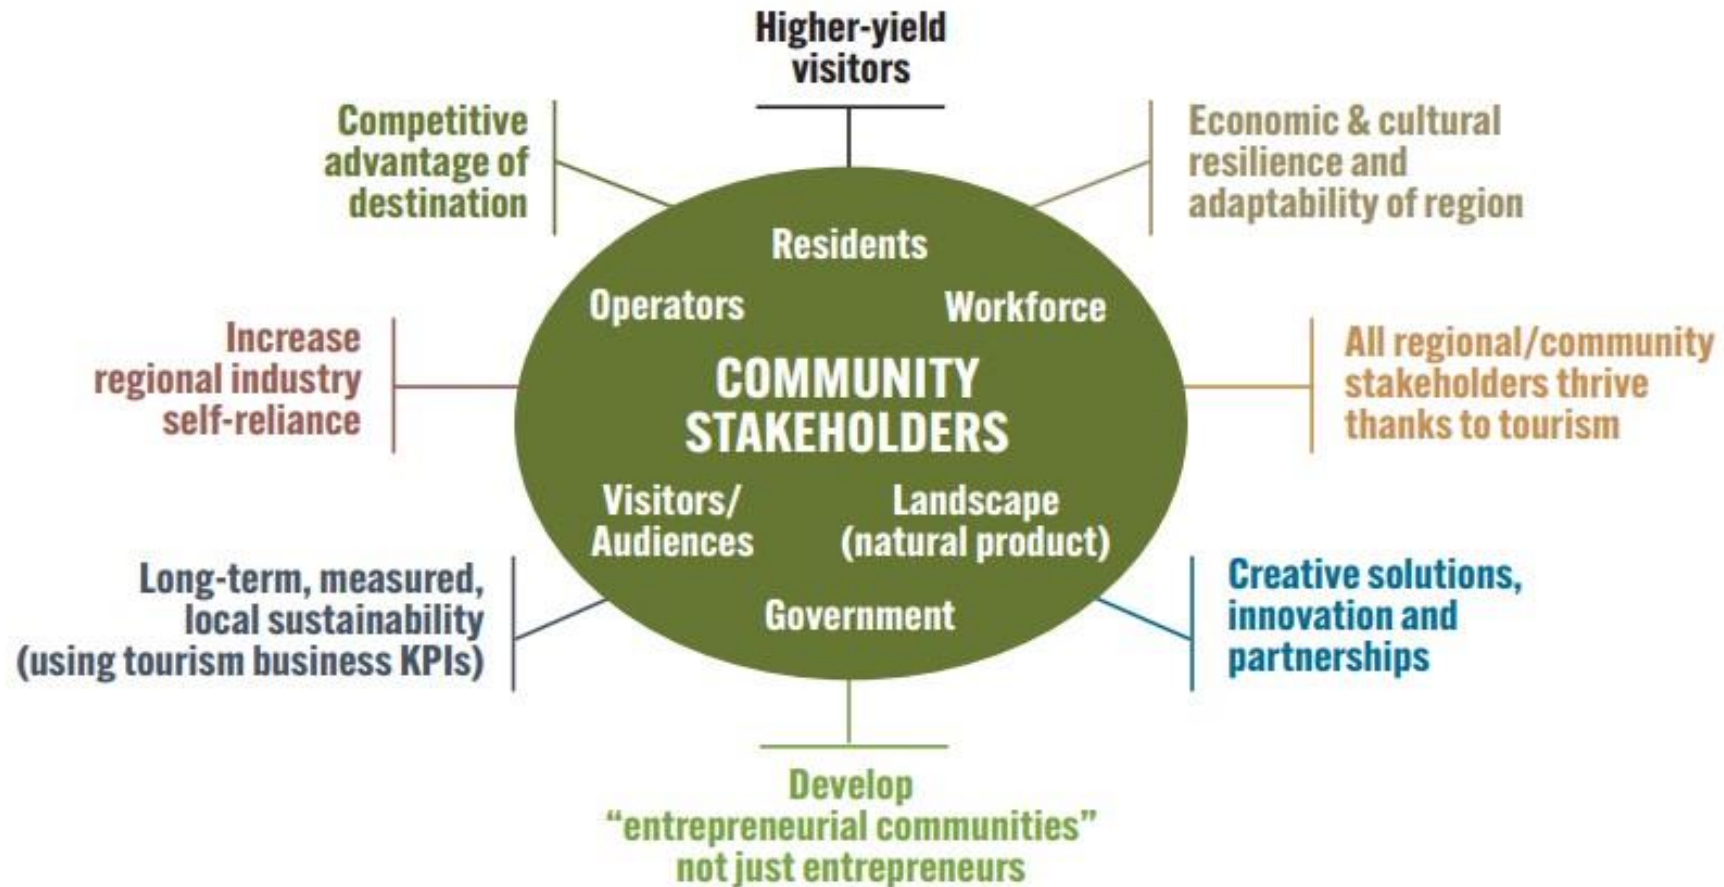 Higher-yield
visitors
Competitive
advantage of
destination
Economic & cultural
resilience and
adaptability of region
Residents
Operators
Workforce
Increase
regional industry
self-reliance
COMMUNITY
STAKEHOLDERS
All regional/community
stakeholders thrive
thanks to tourism
Visitors/
Audiences
Landscape
(natural product)
Long-term, measured,
local sustainability
(using tourism business KPIs)
Government
Creative solutions,
innovation and
partnerships
Develop
“entrepreneurial communities”
not just entrepreneurs